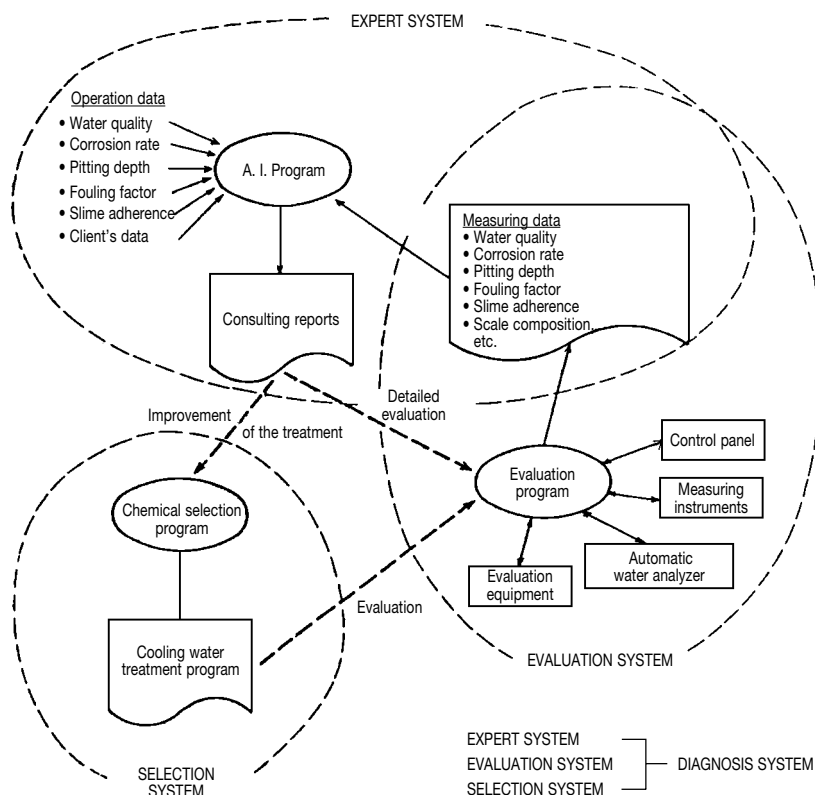 EXPERT SYSTEM
Operation data
• Water quality
• Corrosion rate
• Pitting depth
• Fouling factor
• Slime adherence
• Client's data
A. I. Program
Measuring data
• Water quality
• Corrosion rate
• Pitting depth
• Fouling factor
• Slime adherence
• Scale composition,
etc.
Consulting reports
Improvement
of the treatment
Detailed
evaluation
Chemical selection
program
Evaluation
program
Control panel
Measuring
instruments
Automatic
water analyzer
Evaluation
equipment
Evaluation
Cooling water
treatment program
EVALUATION SYSTEM
SELECTION
SYSTEM
EXPERT SYSTEM
EVALUATION SYSTEM
SELECTION SYSTEM
DIAGNOSIS SYSTEM